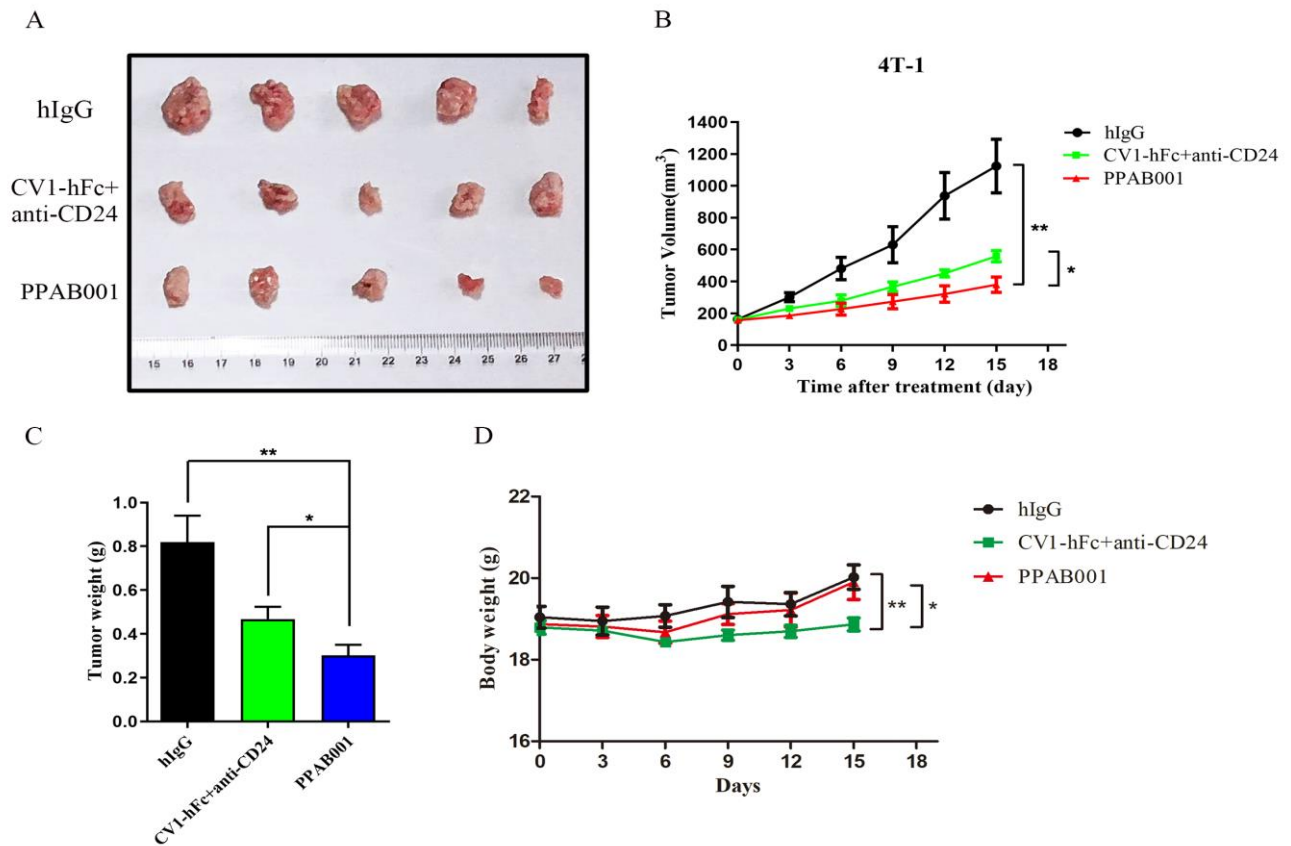 A
hIgG
CV1-hFc+
anti-CD24
PPAB001
15 16 17 18 19 20 21 22 23 24 25 26 27
B
4T-1
Tumor Volume(mm³)
1400
1200
1000
800
600
400
200
0
0 3 6 9 12 15 18
Time after treatment (day)
hIgG
CV1-hFc+anti-CD24
PPAB001
**
*
C
Tumor weight (g)
1.0
0.8
0.6
0.4
0.2
0.0
**
*
hIgG
CV1-hFc+anti-CD24
PPAB001
D
Body weight (g)
22
20
18
16
0 3 6 9 12 15 18
Days
hIgG
CV1-hFc+anti-CD24
PPAB001
**
*